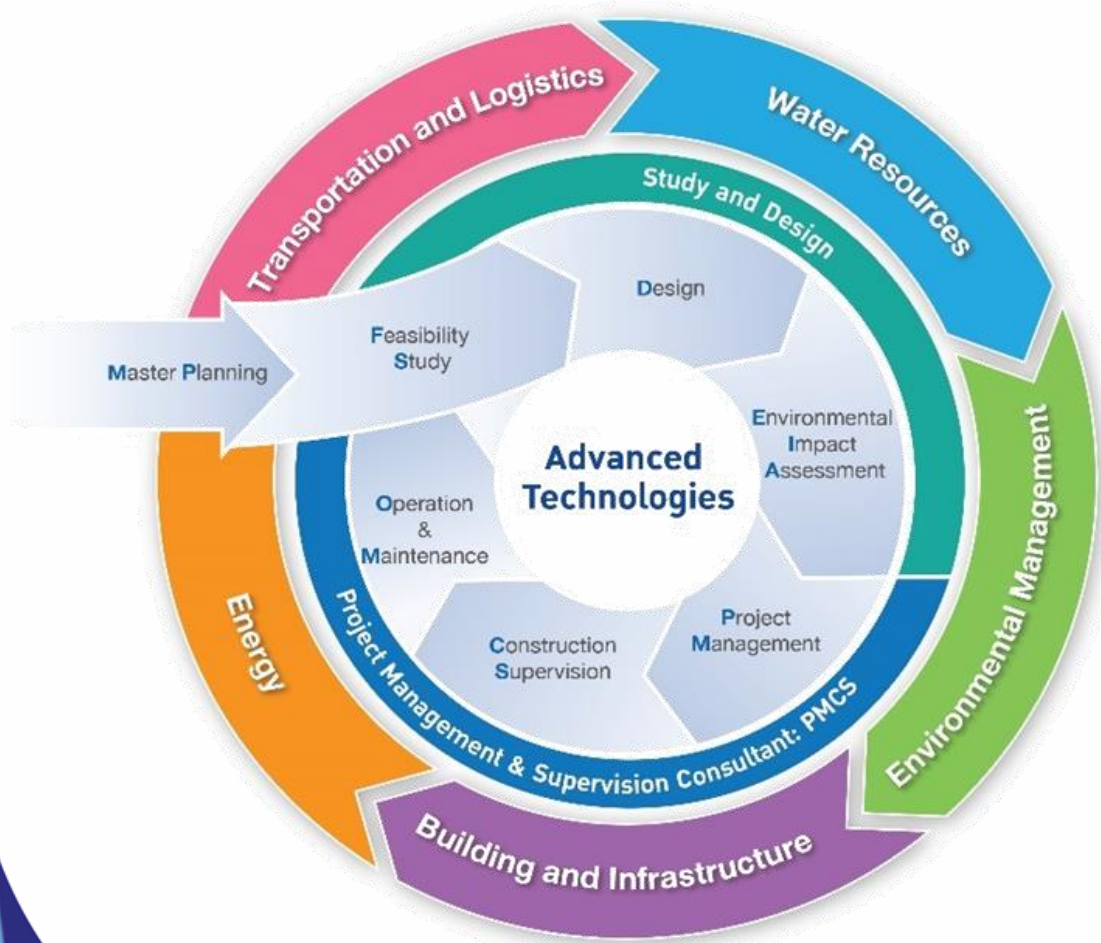 Transportation and Logistics
Water Resources
Environmental Management
Building and Infrastructure
Energy
Study and Design
Project Management & Supervision Consultant: PMCS
Master Planning
Feasibility
Study
Design
Environmental
Impact
Assessment
Project
Management
Construction
Supervision
Operation
&
Maintenance
Advanced
Technologies